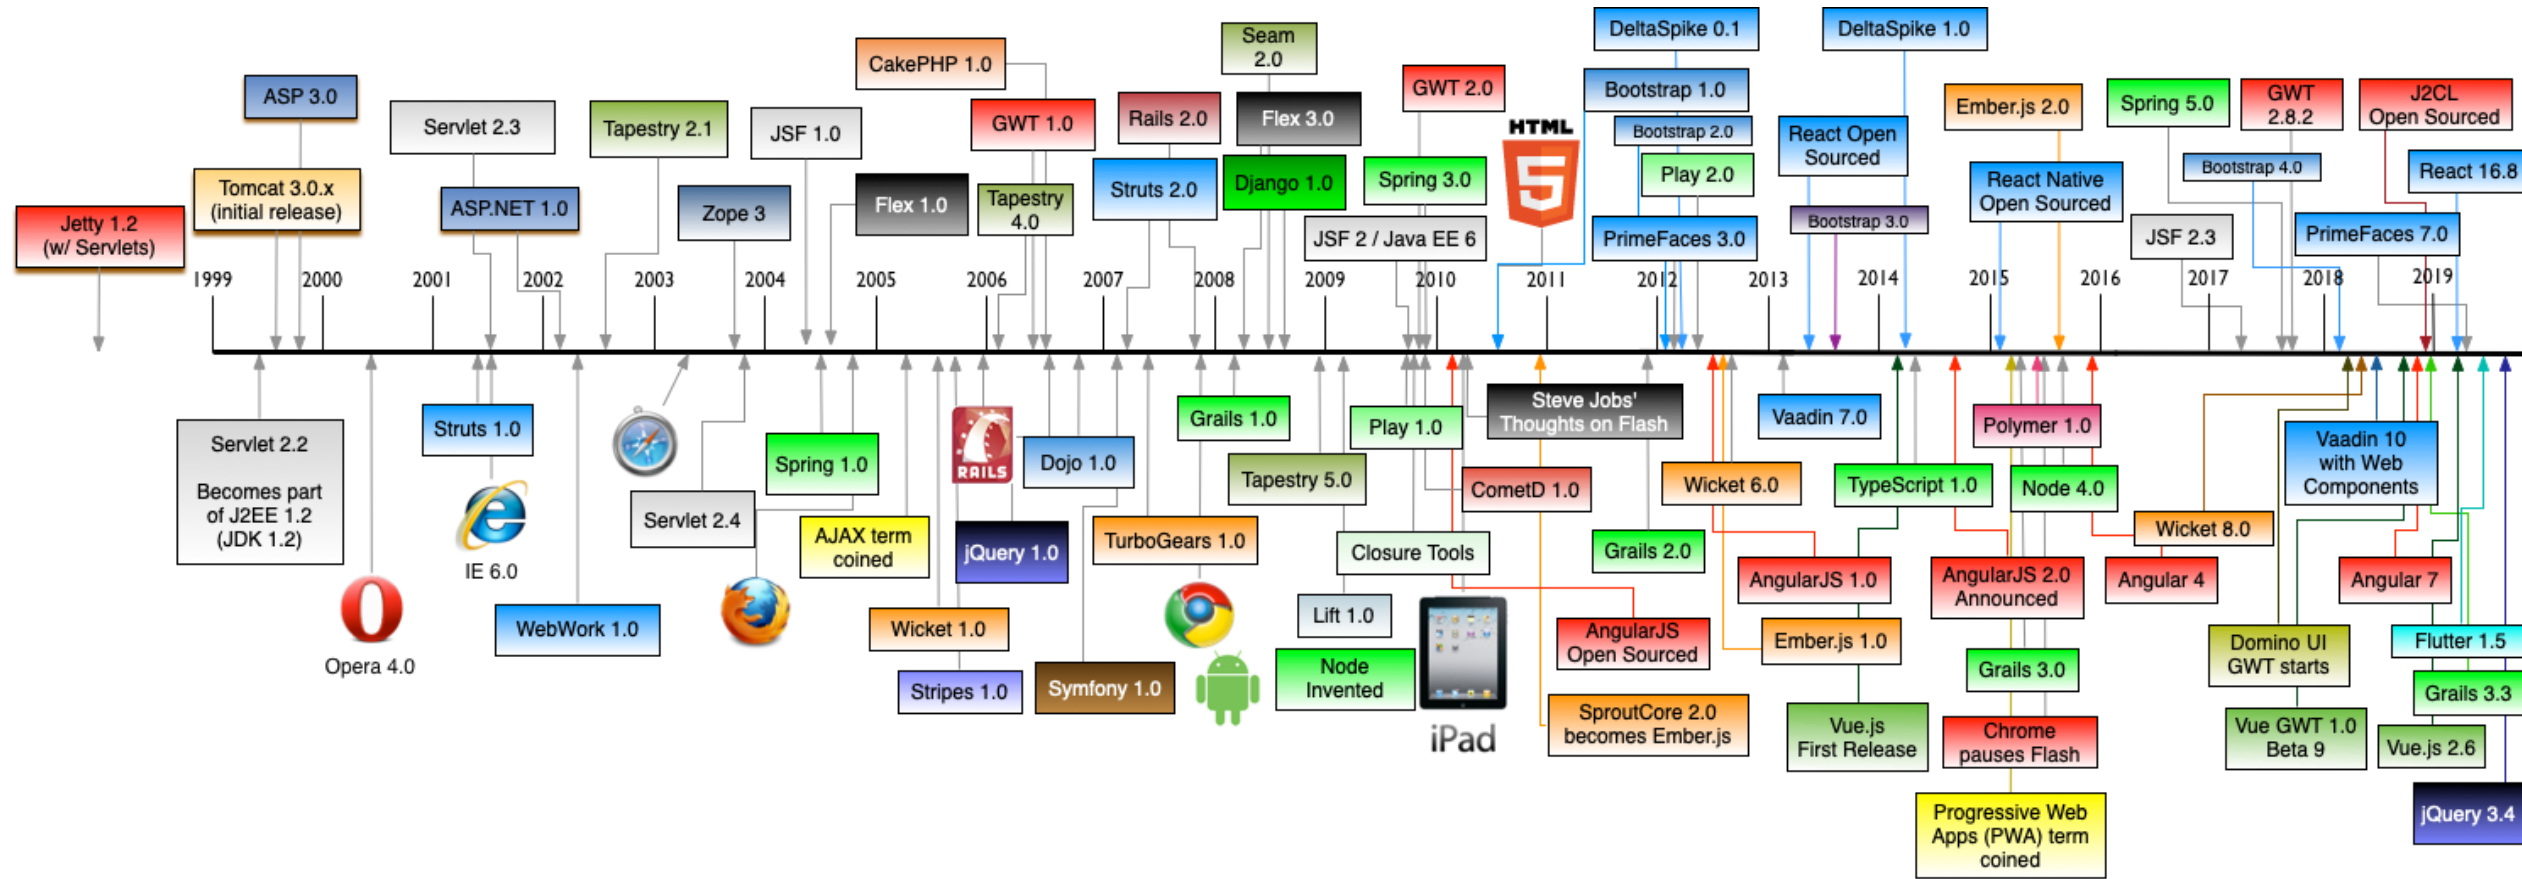 DeltaSpike 0.1
DeltaSpike 1.0
Seam
2.0
CakePHP 1.0
ASP 3.0
GWT 2.0
Bootstrap 1.0
Ember.js 2.0
Spring 5.0
GWT
2.8.2
J2CL
Open Sourced
Servlet 2.3
Tapestry 2.1
JSF 1.0
GWT 1.0
Rails 2.0
Flex 3.0
HTML
5
Bootstrap 2.0
React Open
Sourced
Play 2.0
Bootstrap 4.0
React 16.8
Tomcat 3.0.x
(initial release)
ASP.NET 1.0
Zope 3
Flex 1.0
Tapestry
4.0
Struts 2.0
Django 1.0
Spring 3.0
React Native
Open Sourced
Bootstrap 3.0
Jetty 1.2
(w/ Servlets)
JSF 2 / Java EE 6
PrimeFaces 3.0
JSF 2.3
PrimeFaces 7.0
1999
2000
2001
2002
2003
2004
2005
2006
2007
2008
2009
2010
2011
2012
2013
2014
2015
2016
2017
2018
2019
Servlet 2.2
Becomes part
of J2EE 1.2
(JDK 1.2)
Opera 4.0
Struts 1.0
IE 6.0
WebWork 1.0
Servlet 2.4
Spring 1.0
AJAX term
coined
Wicket 1.0
Stripes 1.0
RAILS
jQuery 1.0
Dojo 1.0
Symfony 1.0
TurboGears 1.0
Grails 1.0
Tapestry 5.0
Lift 1.0
Node
Invented
Play 1.0
Closure Tools
CometD 1.0
iPad
Steve Jobs'
Thoughts on Flash
AngularJS
Open Sourced
SproutCore 2.0
becomes Ember.js
Grails 2.0
Wicket 6.0
Vaadin 7.0
AngularJS 1.0
Ember.js 1.0
Vue.js
First Release
TypeScript 1.0
AngularJS 2.0
Announced
Polymer 1.0
Node 4.0
Grails 3.0
Chrome
pauses Flash
Progressive Web
Apps (PWA) term
coined
Angular 4
Wicket 8.0
Vaadin 10
with Web
Components
Angular 7
Domino UI
GWT starts
Vue GWT 1.0
Beta 9
Flutter 1.5
Grails 3.3
Vue.js 2.6
jQuery 3.4